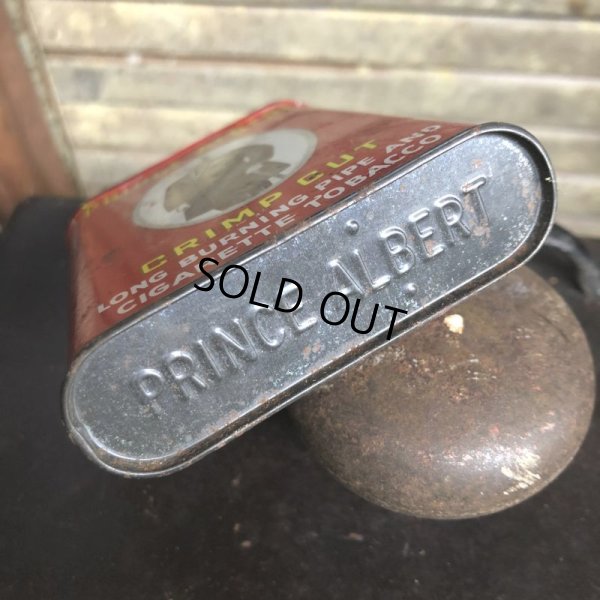 CRIMP CUT
LONG BURNING PIPE AND
CIGARETTE TOBACCO
PRINCE ALBERT
SOLD OUT